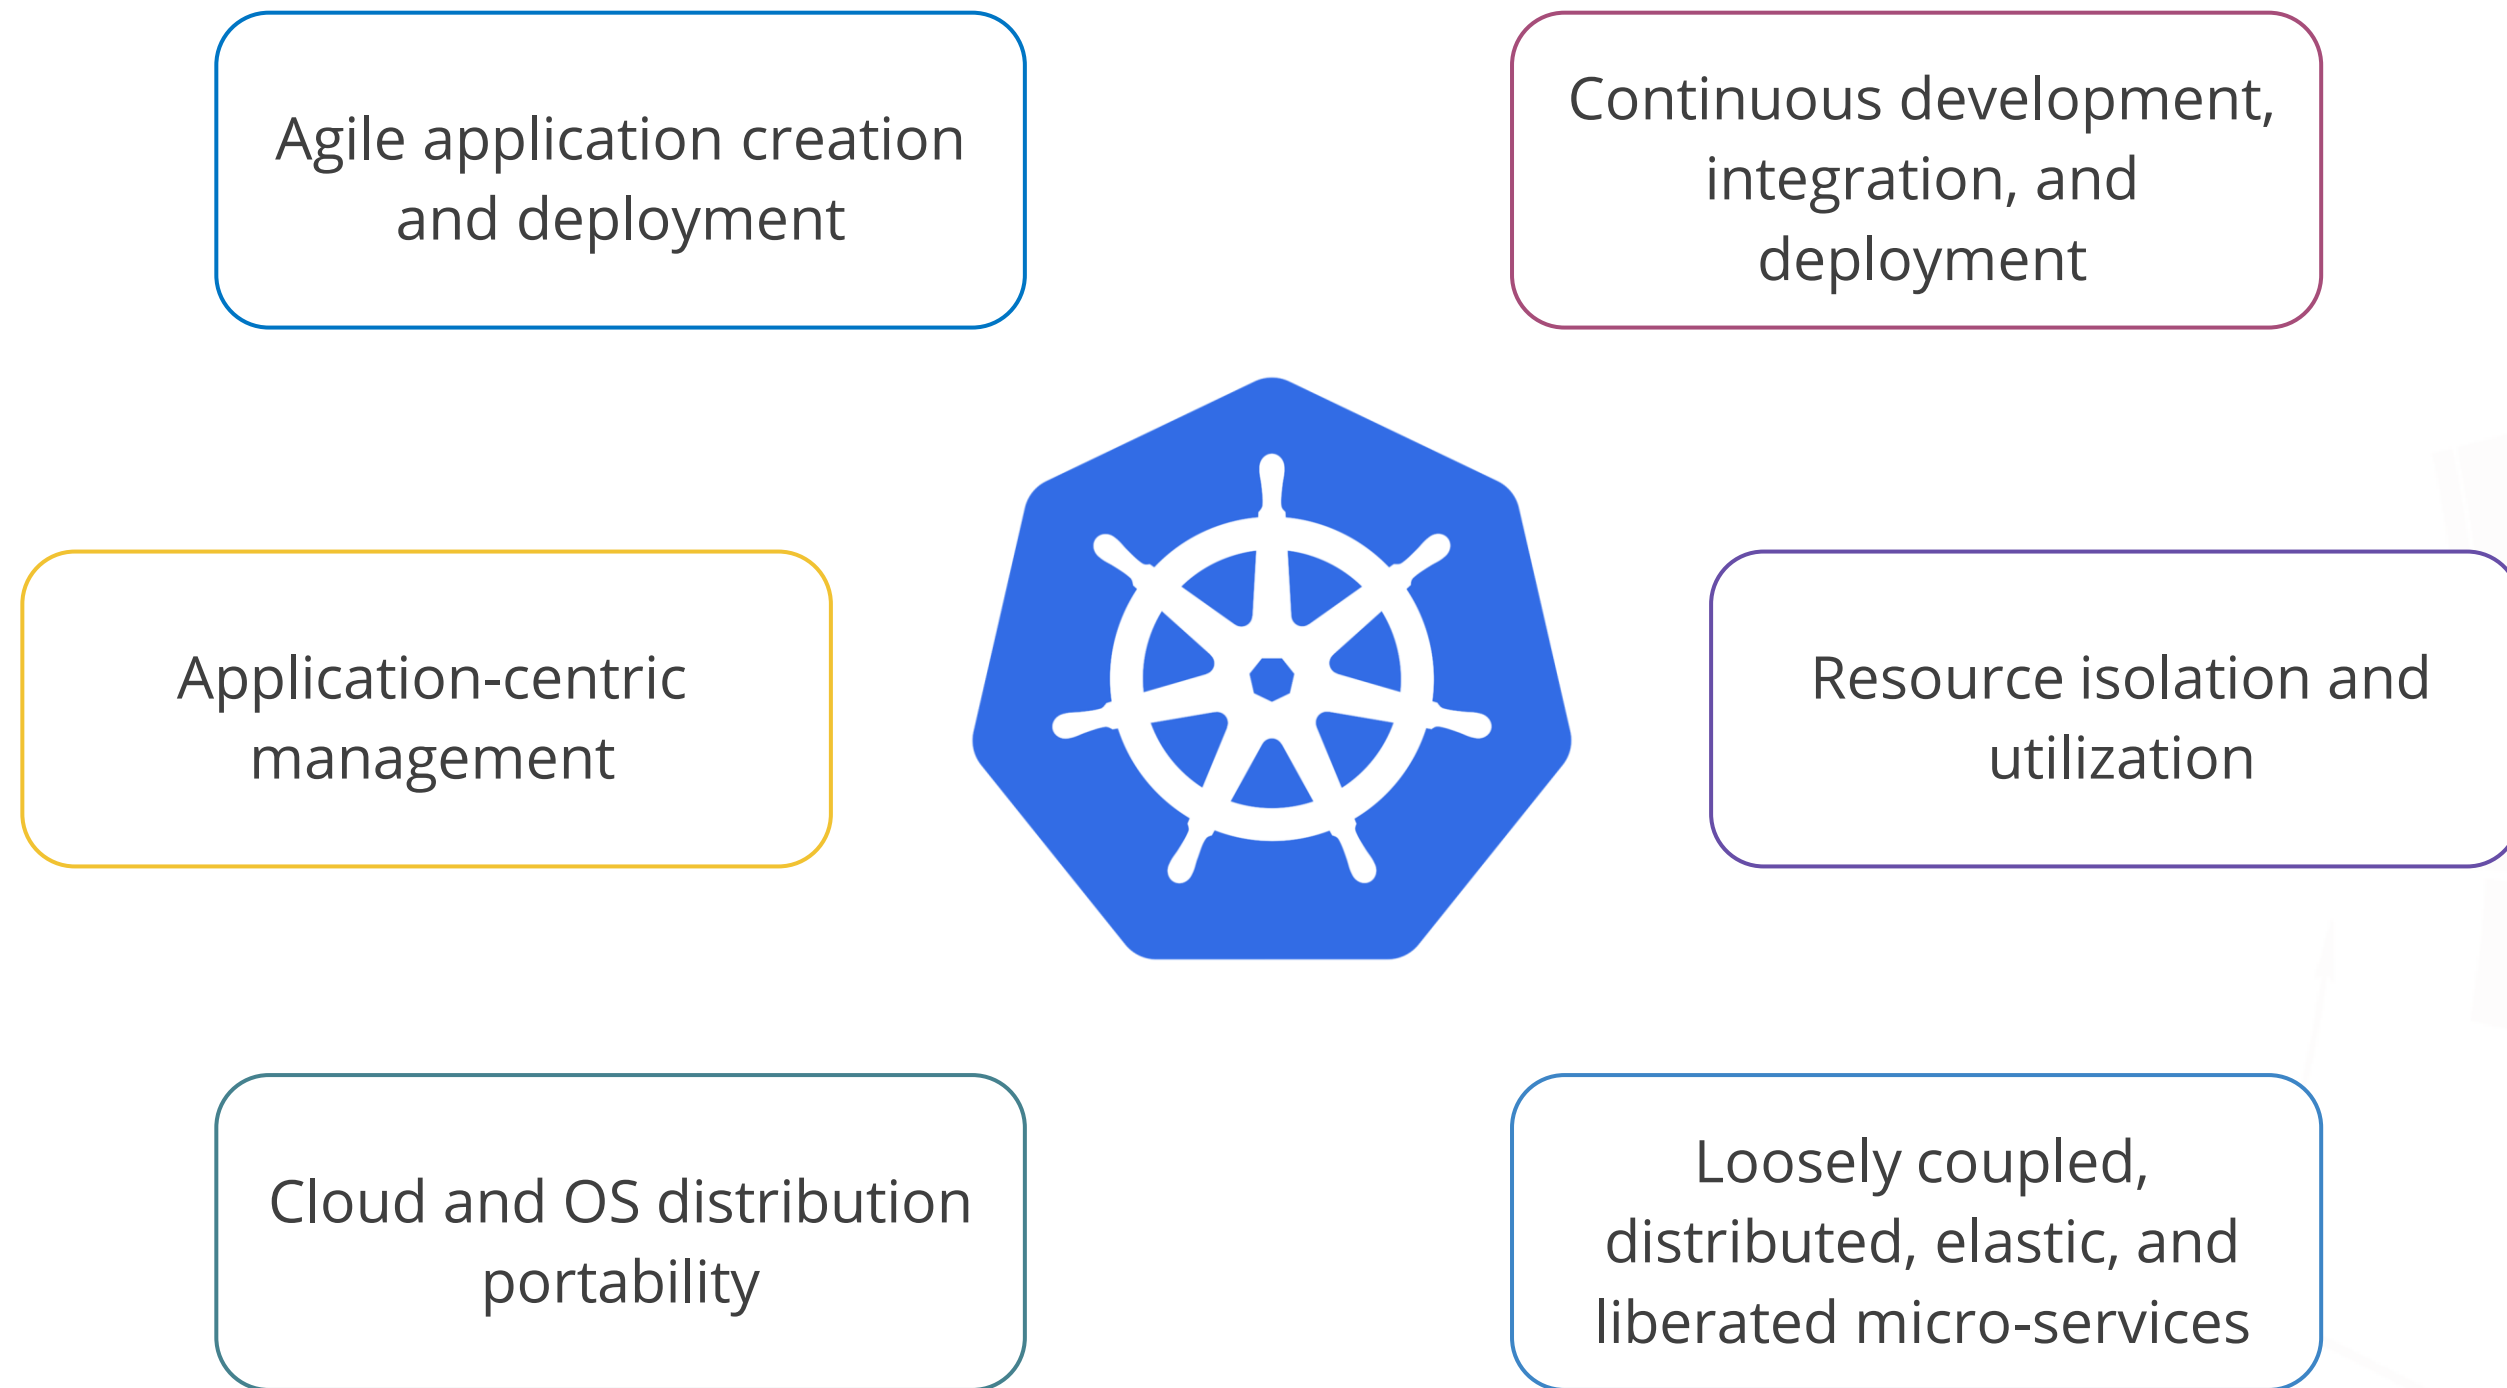 Agile application creation
and deployment
Continuous development,
integration, and
deployment
Application-centric
management
Resource isolation and
utilization
Cloud and OS distribution
portability
Loosely coupled,
distributed, elastic, and
liberated micro-services